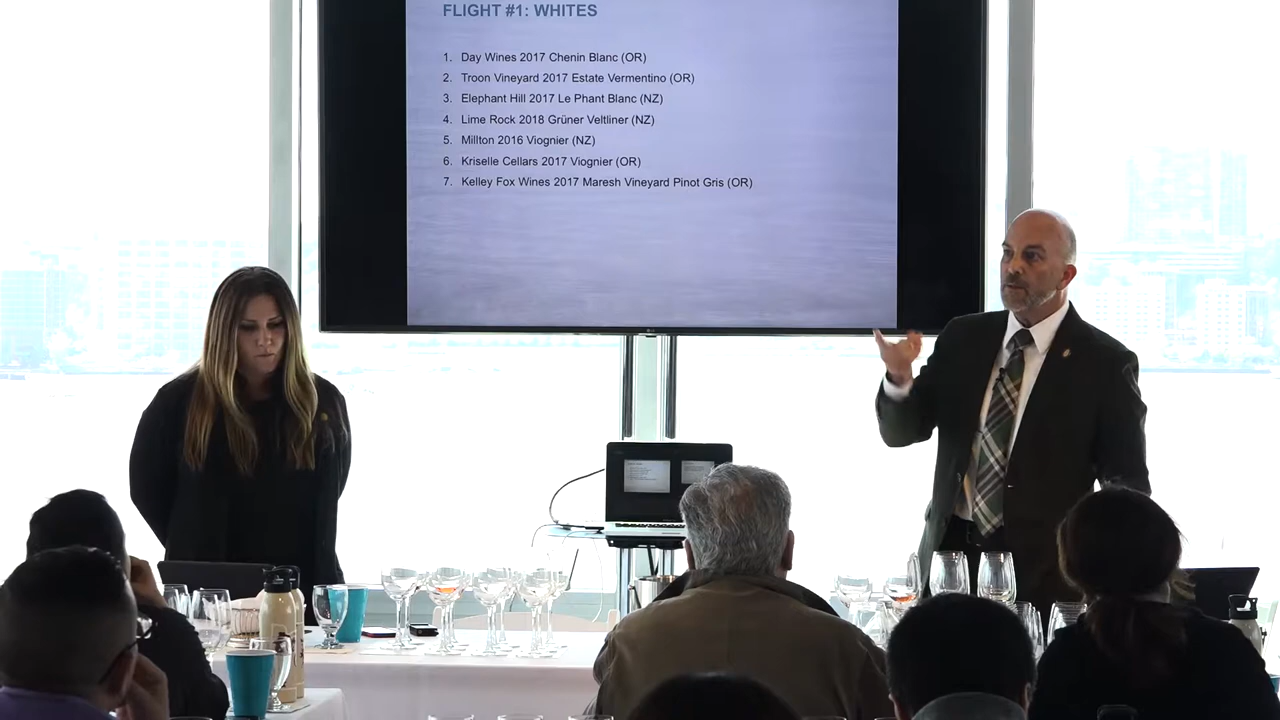 FLIGHT #1: WHITES
1. Day Wines 2017 Chenin Blanc (OR)
2. Troon Vineyard 2017 Estate Vermentino (OR)
3. Elephant Hill 2017 Le Phant Blanc (NZ)
4. Lime Rock 2018 Grüner Veltliner (NZ)
5. Millton 2016 Viognier (NZ)
6. Kriselle Cellars 2017 Viognier (OR)
7. Kelley Fox Wines 2017 Maresh Vineyard Pinot Gris (OR)
LG